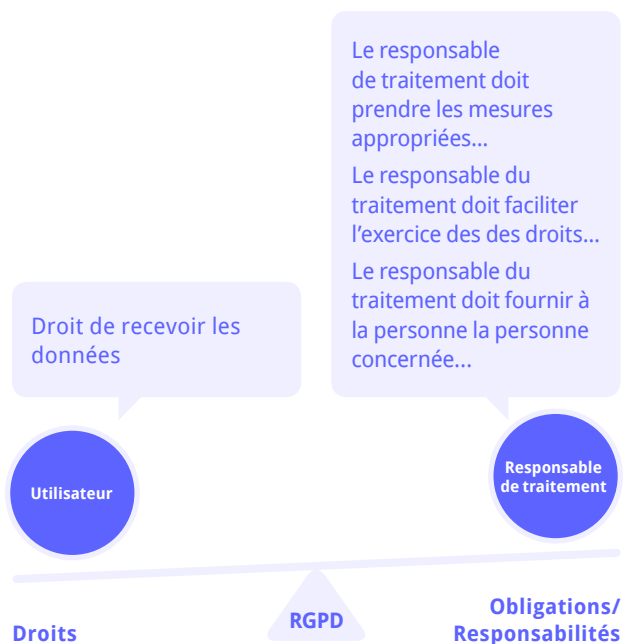 Le responsable
de traitement doit
prendre les mesures
appropriées...
Le responsable du
traitement doit faciliter
l'exercice des des droits...
Le responsable du
traitement doit fournir à
la personne la personne
concernée...
Droit de recevoir les
données
Utilisateur
Responsable
de traitement
Droits
RGPD
Obligations/
Responsabilités